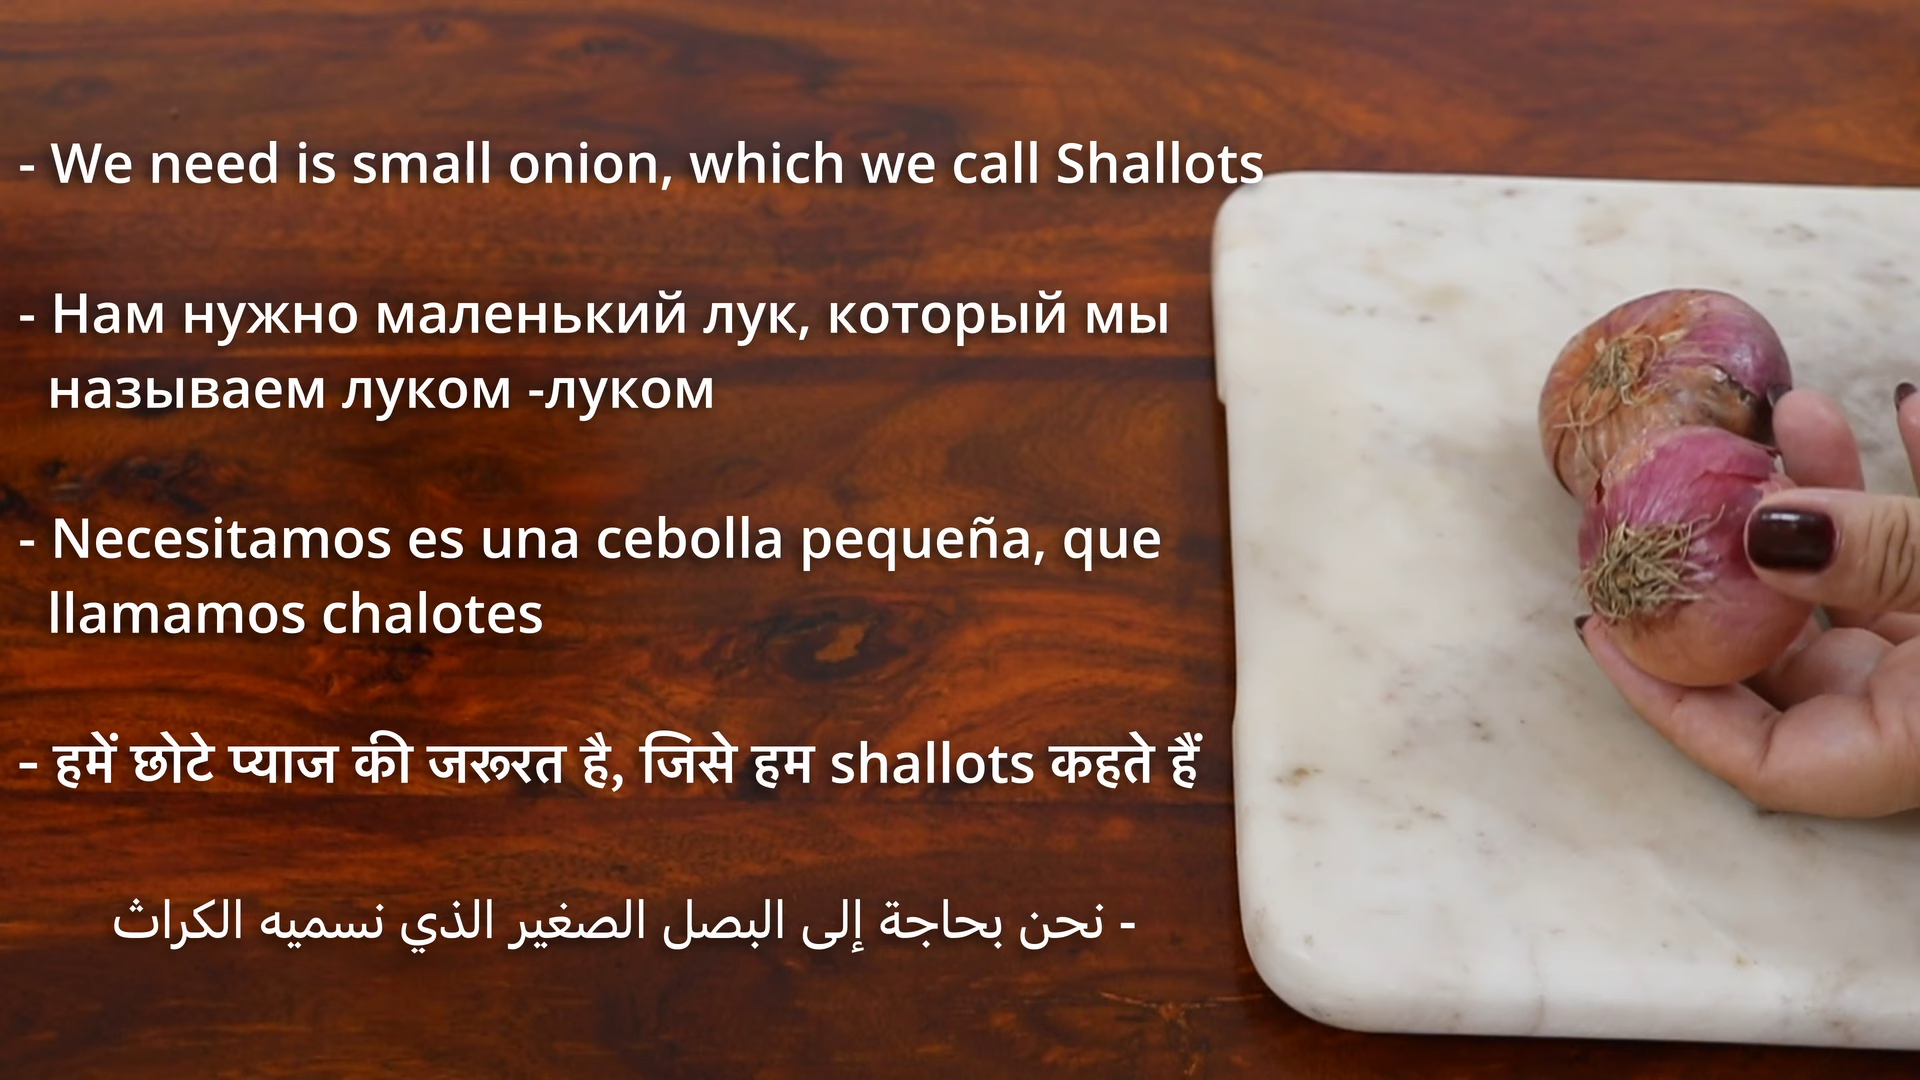 - We need is small onion, which we call Shallots
- Нам нужно маленький лук, который мы
называем луком -луком
- Necesitamos es una cebolla pequeña, que
llamamos chalotes
- हमें छोटे प्याज की जरूरत है, जिसे हम shallots कहते हैं
- نحن بحاجة إلى البصل الصغير الذي نسميه الكراث